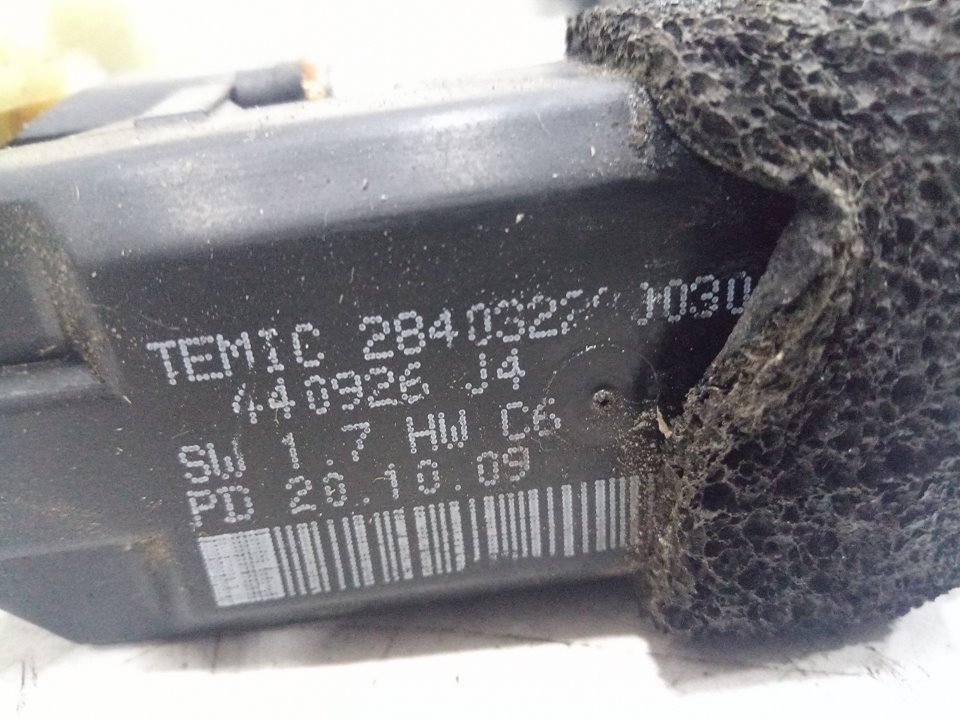 TEMIC
440926 J4
SW 1.7 HW C6
PD 20.10.09